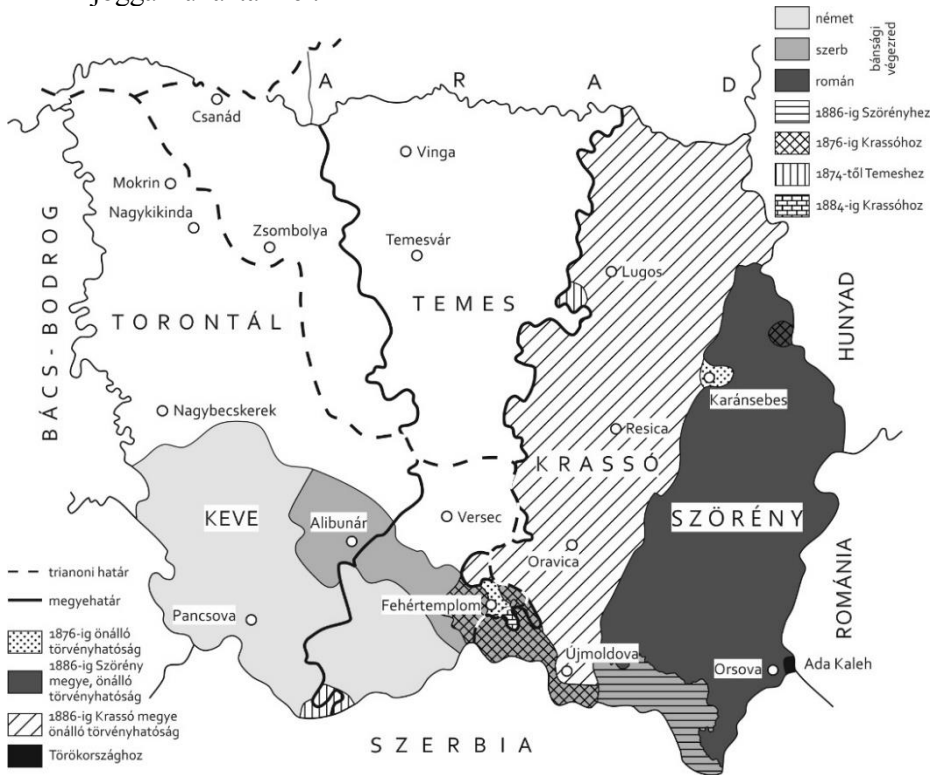 német
szerb
román
bánsági végezred
1886-ig Szörényhez
1876-ig Krassóhoz
1874-től Temeshez
1884-ig Krassóhoz
A R A D
Csanád
Vinga
Mokrin
Nagykikinda
Zsombolya
Temesvár
Lugos
BÁCS-BODROG
TORONTÁL
TEMES
HUNYAD
Karánsebes
Nagybecskerek
Resica
KRASSÓ
KEVE
Alibunár
Versec
SZÖRÉNY
Oravica
ROMÁNIA
Fehértemplom
Pancsova
Újmoldova
Orsova
Ada Kaleh
SZERBIA
trianoni határ
megyehatár
1876-ig önálló
törvényhatóság
1886-ig Szörény
megye, önálló
törvényhatóság
1886-ig Krassó megye
önálló törvényhatóság
Törökországhoz